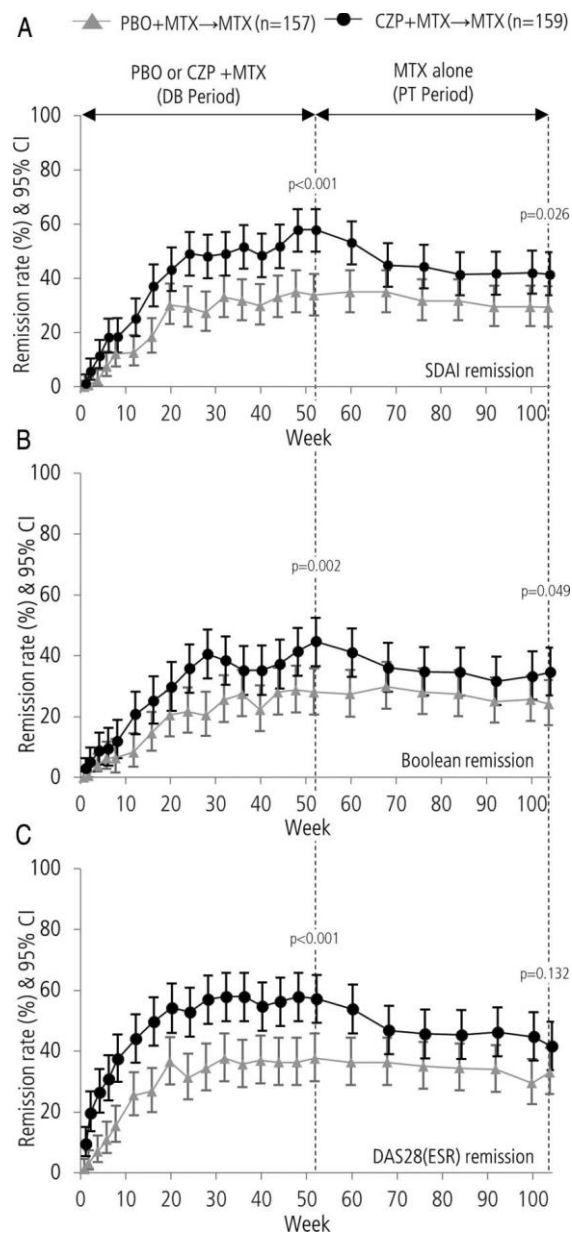 A
PBO+MTX→MTX (n=157) CZP+MTX→MTX (n=159)
PBO or CZP +MTX
(DB Period)
MTX alone
(PT Period)
Remission rate (%) & 95% CI
100
80
60
40
20
0
p<0.001
p=0.026
SDAI remission
0 10 20 30 40 50 60 70 80 90 100
Week
B
Remission rate (%) & 95% CI
100
80
60
40
20
0
p=0.002
p=0.049
Boolean remission
0 10 20 30 40 50 60 70 80 90 100
Week
C
Remission rate (%) & 95% CI
100
80
60
40
20
0
p<0.001
p=0.132
DAS28(ESR) remission
0 10 20 30 40 50 60 70 80 90 100
Week